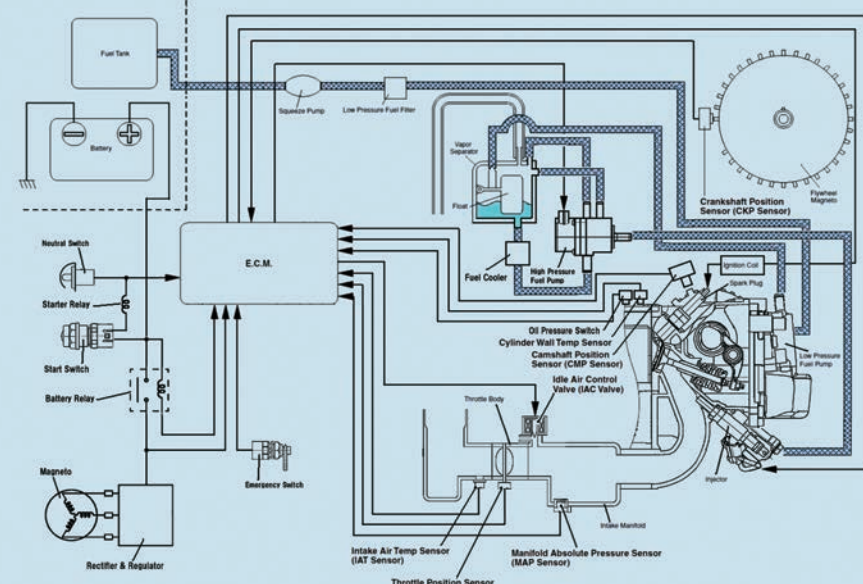 Fuel Tank
Squeeze Pump
Low Pressure Fuel Filter
Battery
Vapor
Separator
Float
Flywheel
Magneto
Crankshaft Position
Sensor (CKP Sensor)
Neutral Switch
E.C.M.
Fuel Cooler
High Pressure
Fuel Pump
Ignition Coil
Spark Plug
Starter Relay
Oil Pressure Switch
Cylinder Wall Temp Sensor
Camshaft Position
Sensor (CMP Sensor)
Low Pressure
Fuel Pump
Start Switch
Idle Air Control
Valve (IAC Valve)
Battery Relay
Throttle Body
Magneto
Emergency Switch
Injector
Intake Manifold
Intake Air Temp Sensor
(IAT Sensor)
Manifold Absolute Pressure Sensor
(MAP Sensor)
Rectifier & Regulator
Throttle Position Sensor